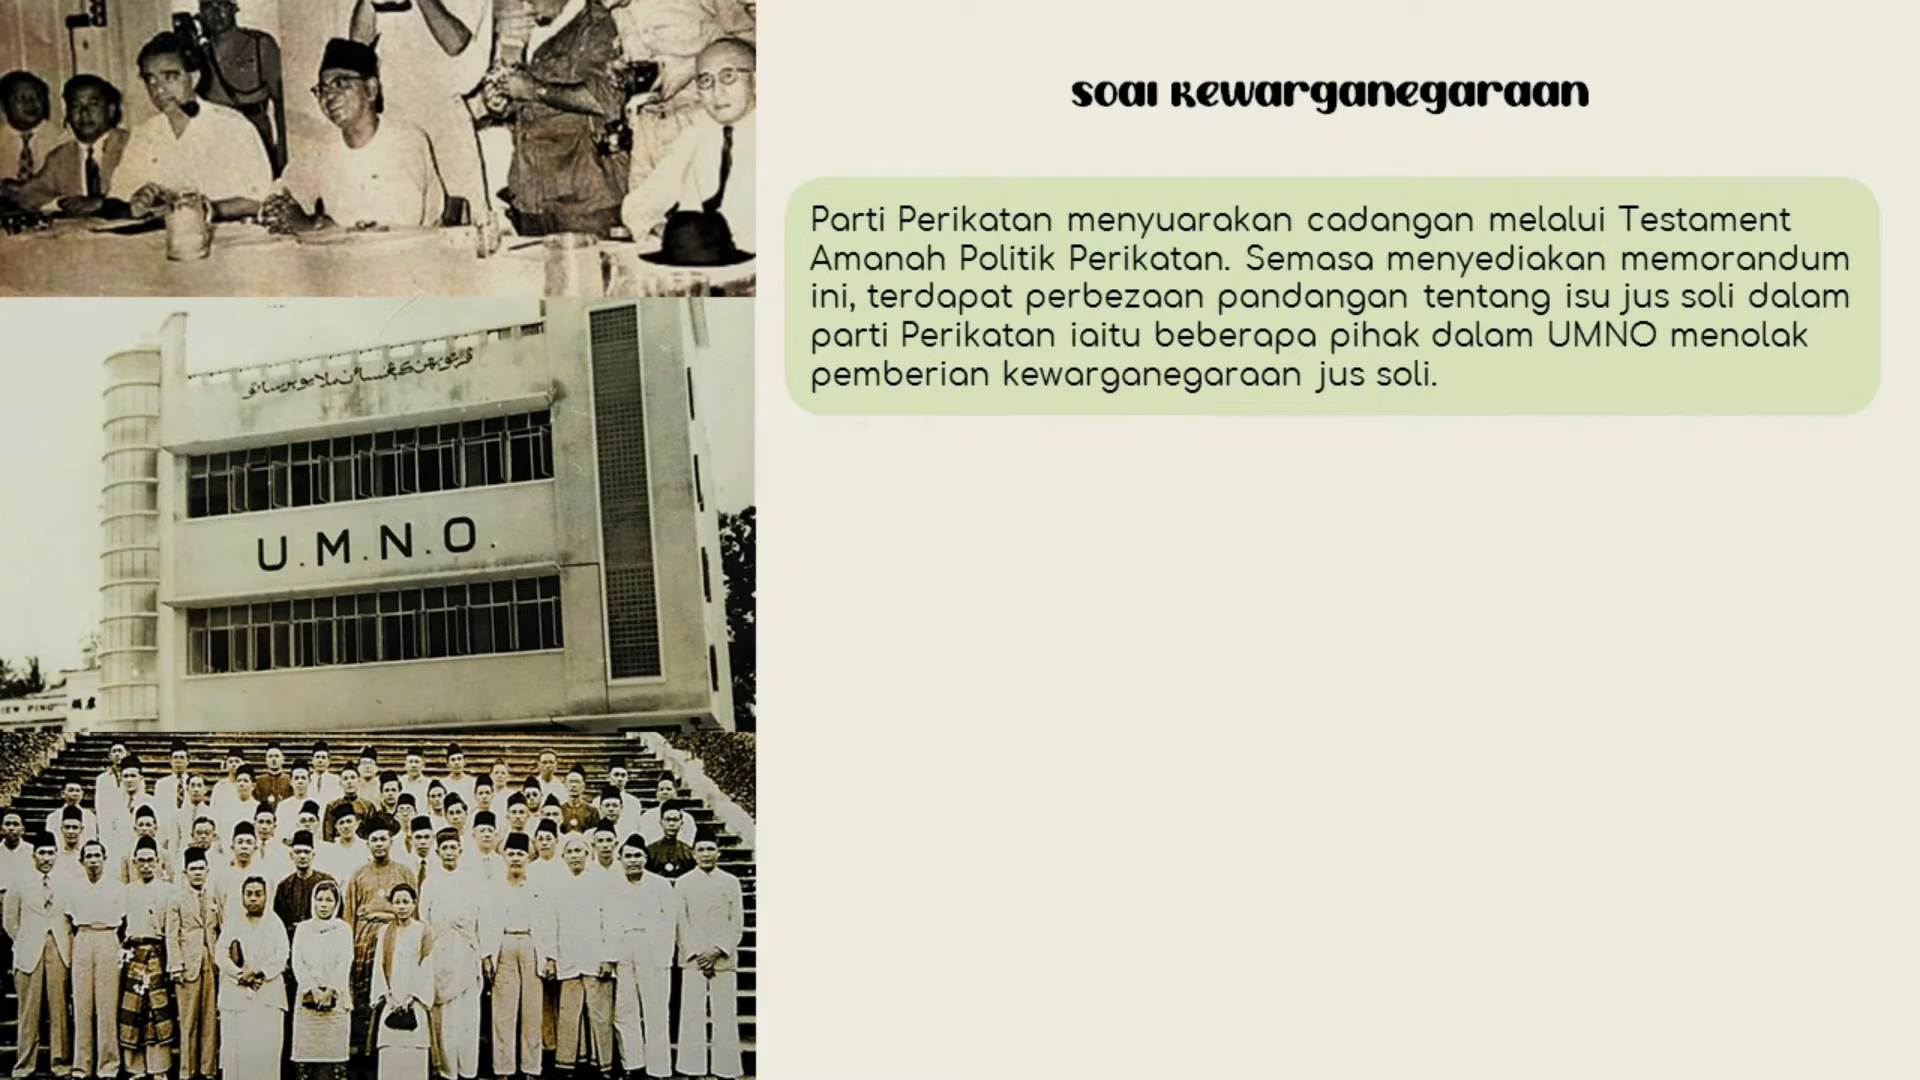 soal kewarganegaraan
Parti Perikatan menyuarakan cadangan melalui Testament
Amanah Politik Perikatan. Semasa menyediakan memorandum
ini, terdapat perbezaan pandangan tentang isu jus soli dalam
parti Perikatan iaitu beberapa pihak dalam UMNO menolak
pemberian kewarganegaraan jus soli.
U.M.N.O.